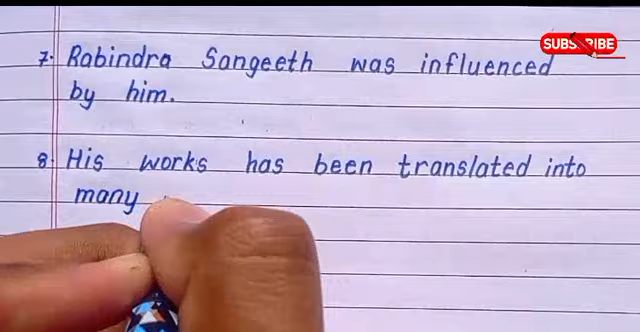 SUBSCRIBE
7. Rabindra Sangeeth was influenced
by him.
8. His works has been translated into
many